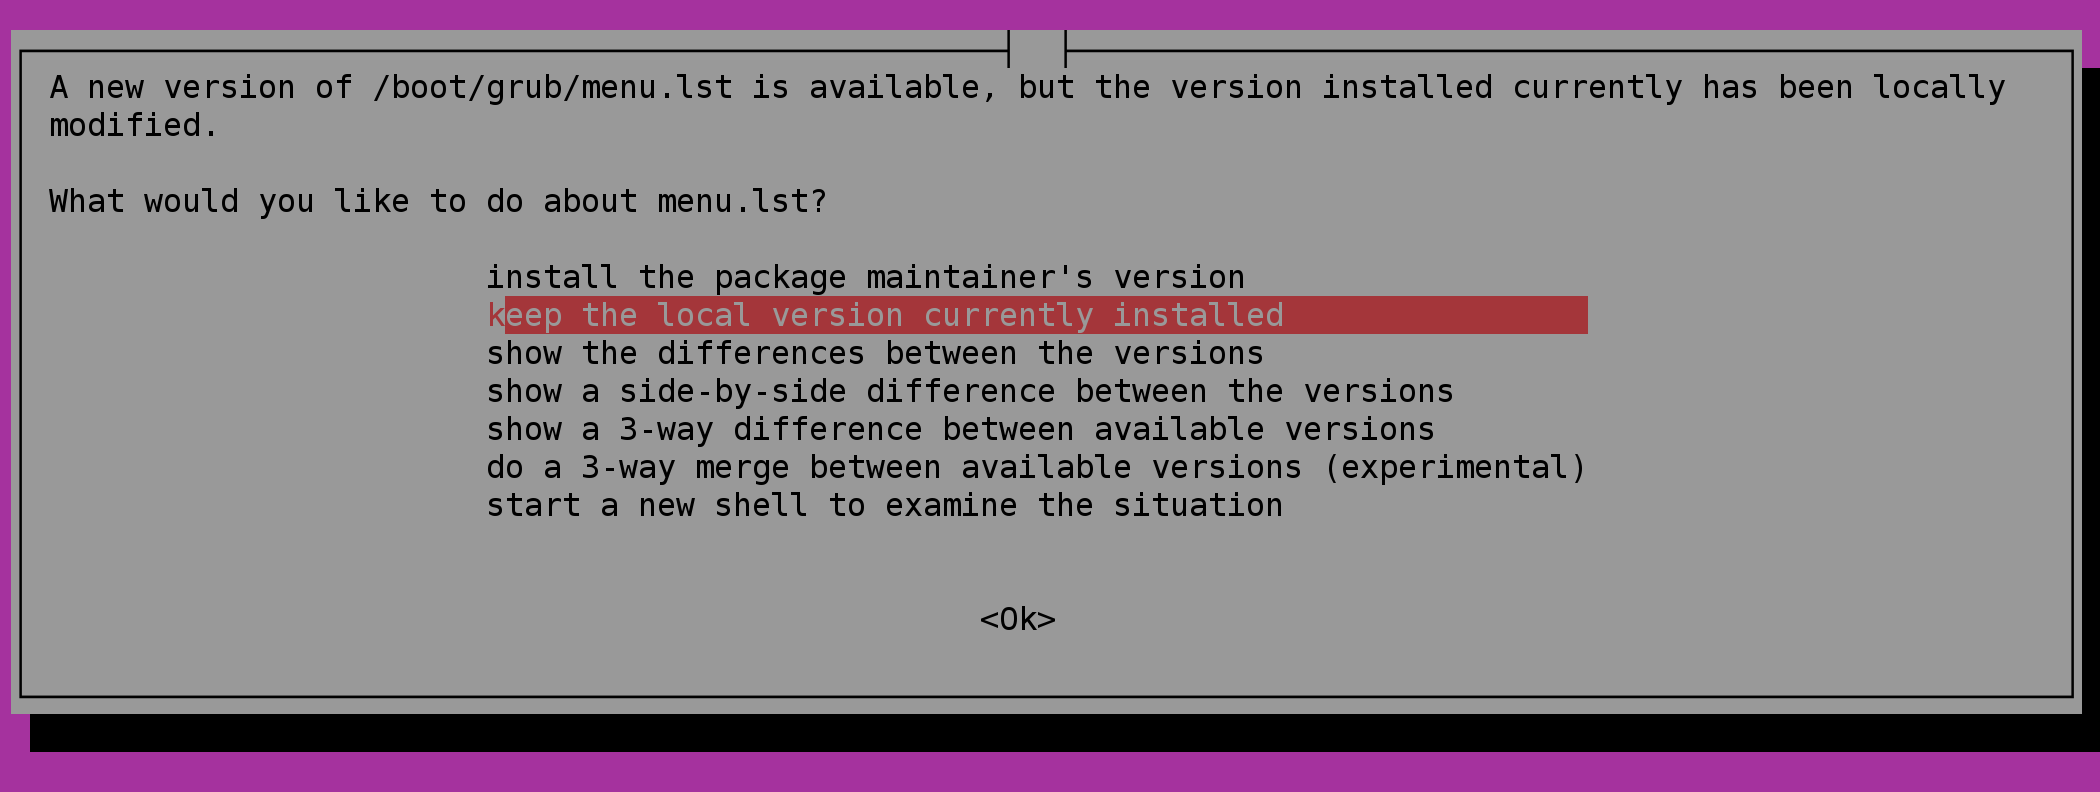 A new version of /boot/grub/menu.lst is available, but the version installed currently has been locally
modified.
What would you like to do about menu.lst?
install the package maintainer's version
keep the local version currently installed
show the differences between the versions
show a side-by-side difference between the versions
show a 3-way difference between available versions
do a 3-way merge between available versions (experimental)
start a new shell to examine the situation
<Ok>